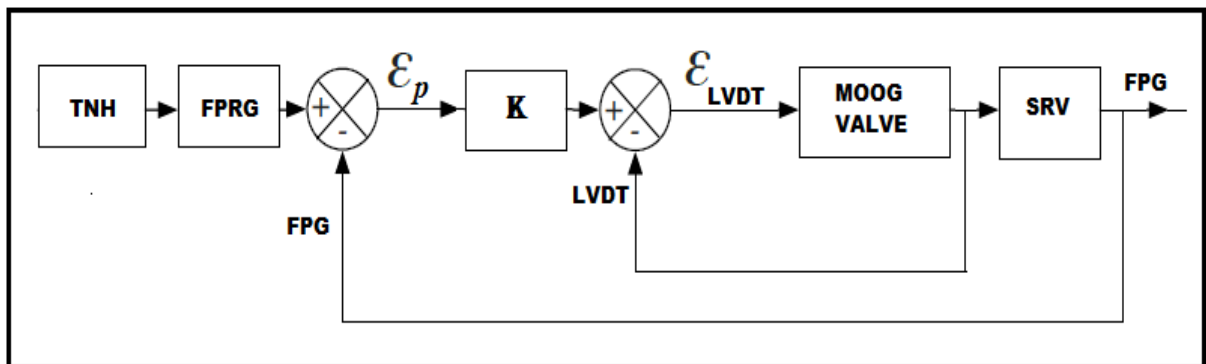 TNH
FPRG
+
-
εp
K
+
-
εLVDT
MOOG
VALVE
SRV
FPG
LVDT
FPG